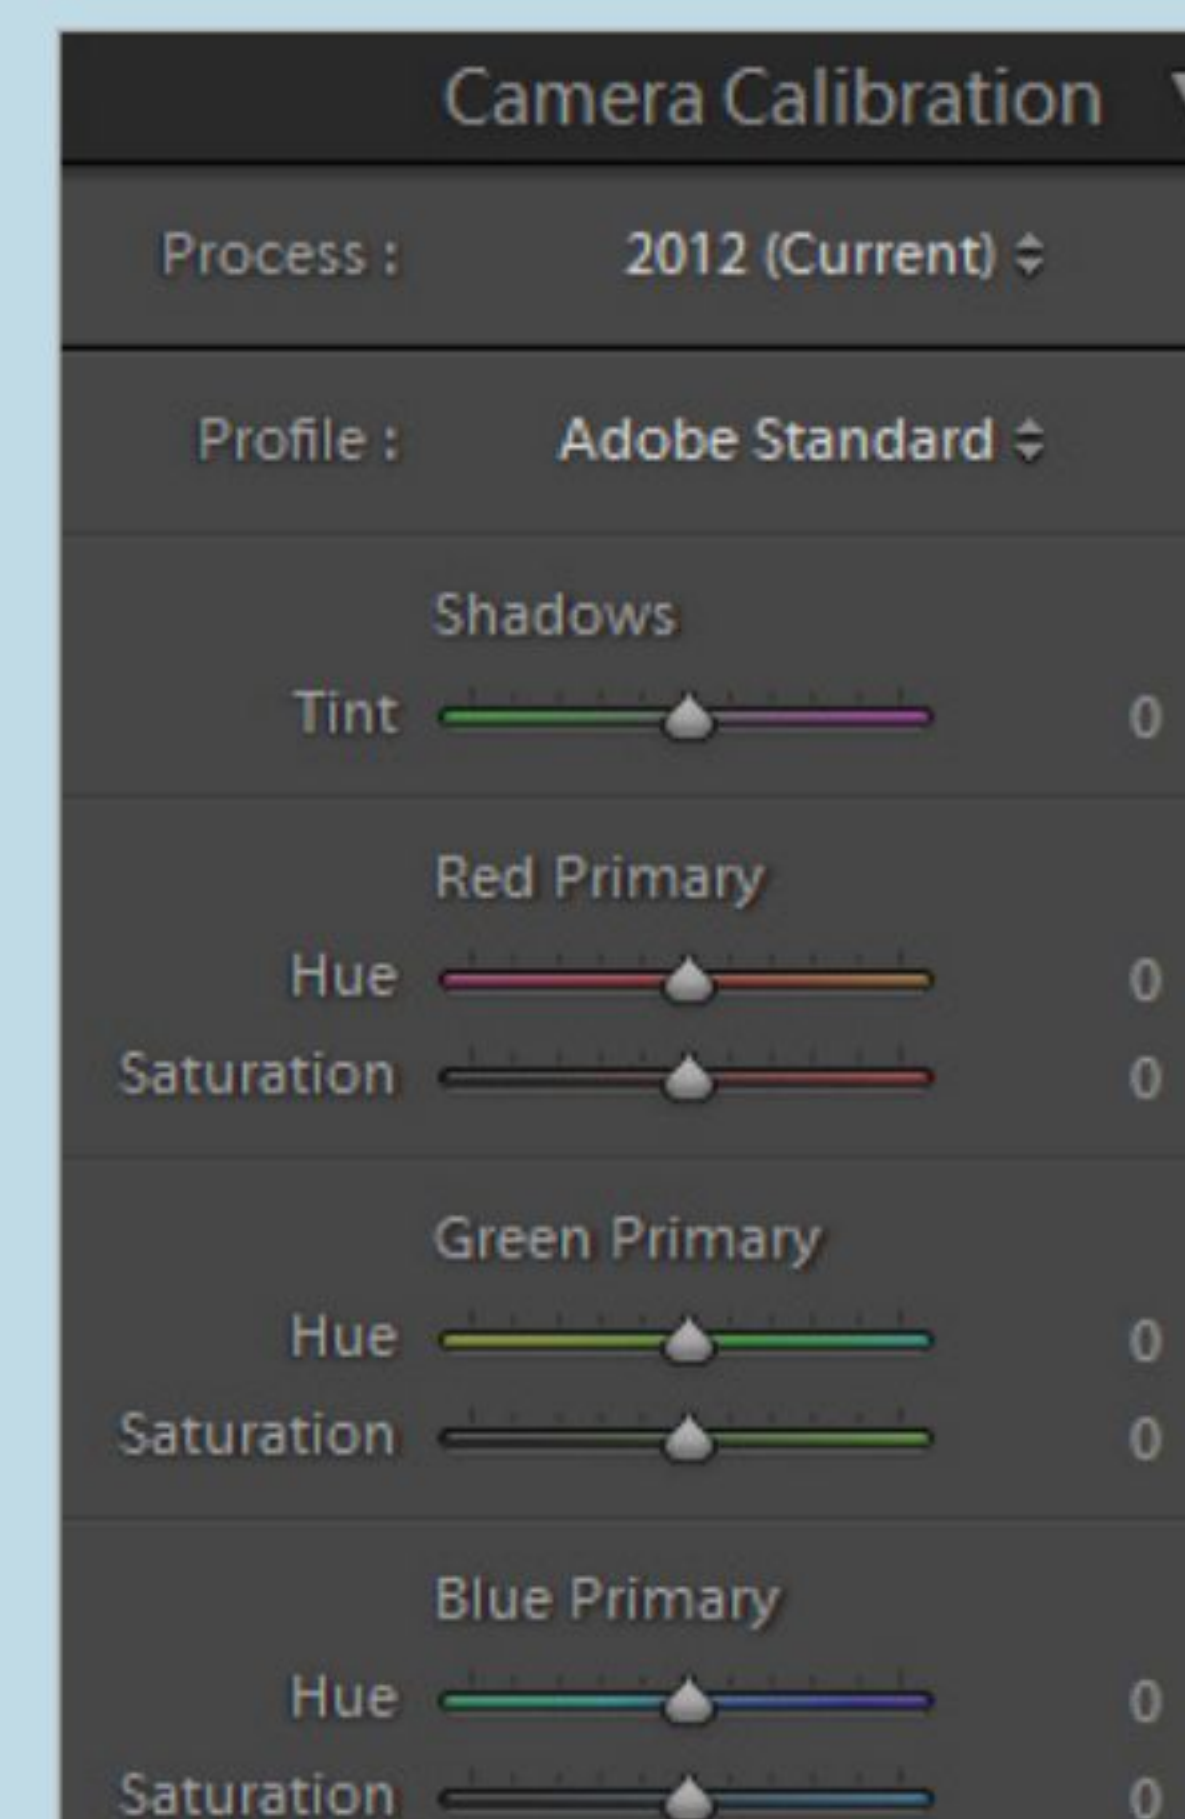 Camera Calibration
Process : 2012 (Current)
Profile : Adobe Standard
Shadows
Tint 0
Red Primary
Hue 0
Saturation 0
Green Primary
Hue 0
Saturation 0
Blue Primary
Hue 0
Saturation 0